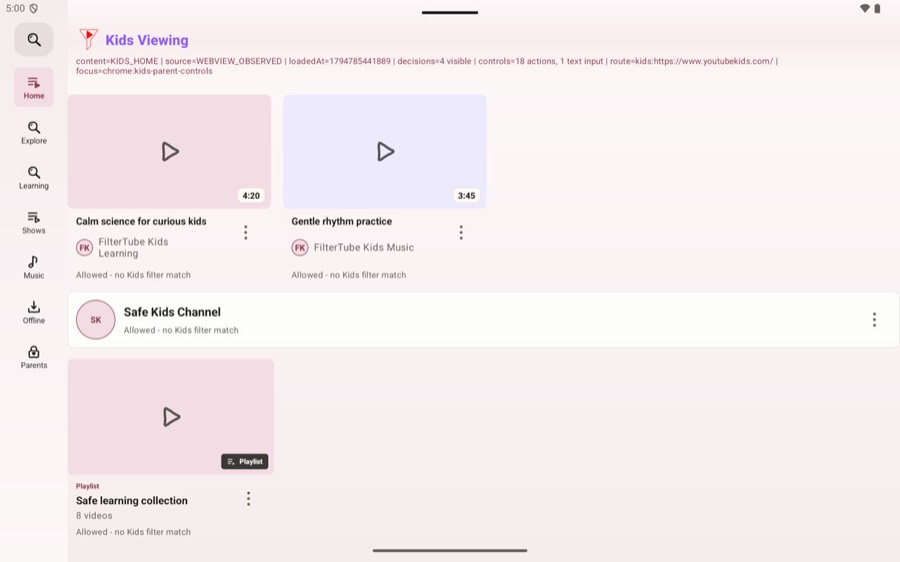 5:00
Kids Viewing
content=KIDS_HOME | source=WEBVIEW_OBSERVED | loadedAt=1794785441889 | decisions=4 visible | controls=18 actions, 1 text input | route=kids:https://www.youtubekids.com/ |
focus=chrome:kids-parent-controls
Home
Explore
Learning
Shows
Music
Offline
Parents
4:20
Calm science for curious kids
FK
FilterTube Kids
Learning
Allowed - no Kids filter match
3:45
Gentle rhythm practice
FK
FilterTube Kids Music
Allowed - no Kids filter match
SK
Safe Kids Channel
Allowed - no Kids filter match
Playlist
Playlist
Safe learning collection
8 videos
Allowed - no Kids filter match